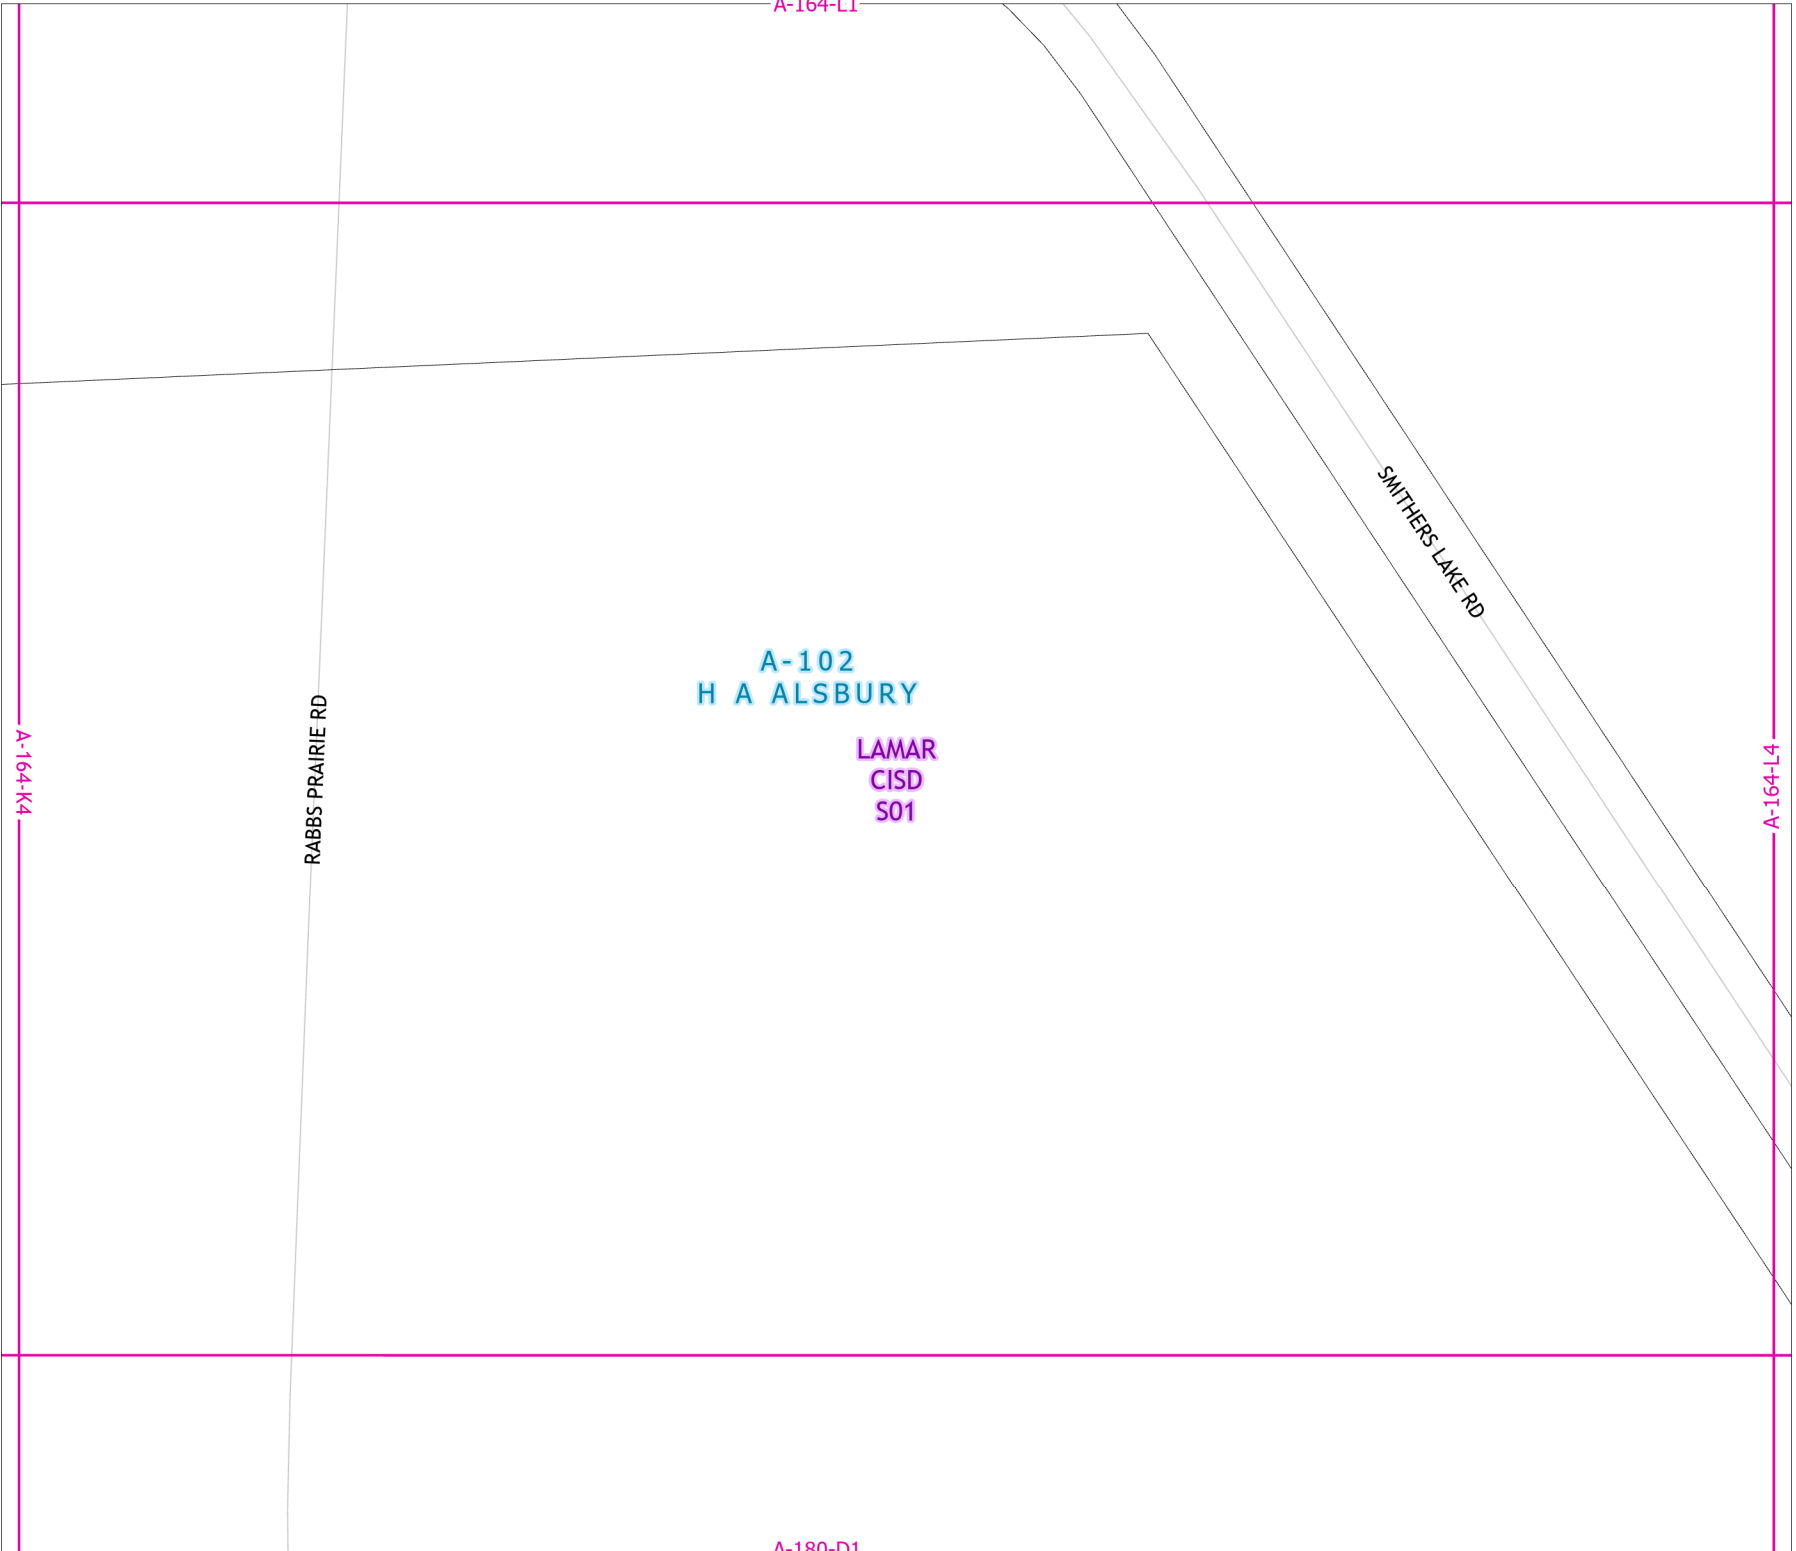 A-164-L1
SMITHERS LAKE RD
A-102
H A ALSBURY
RABBS PRAIRIE RD
LAMAR
CISD
S01
A-164-K4
A-164-L4
A-180-D1